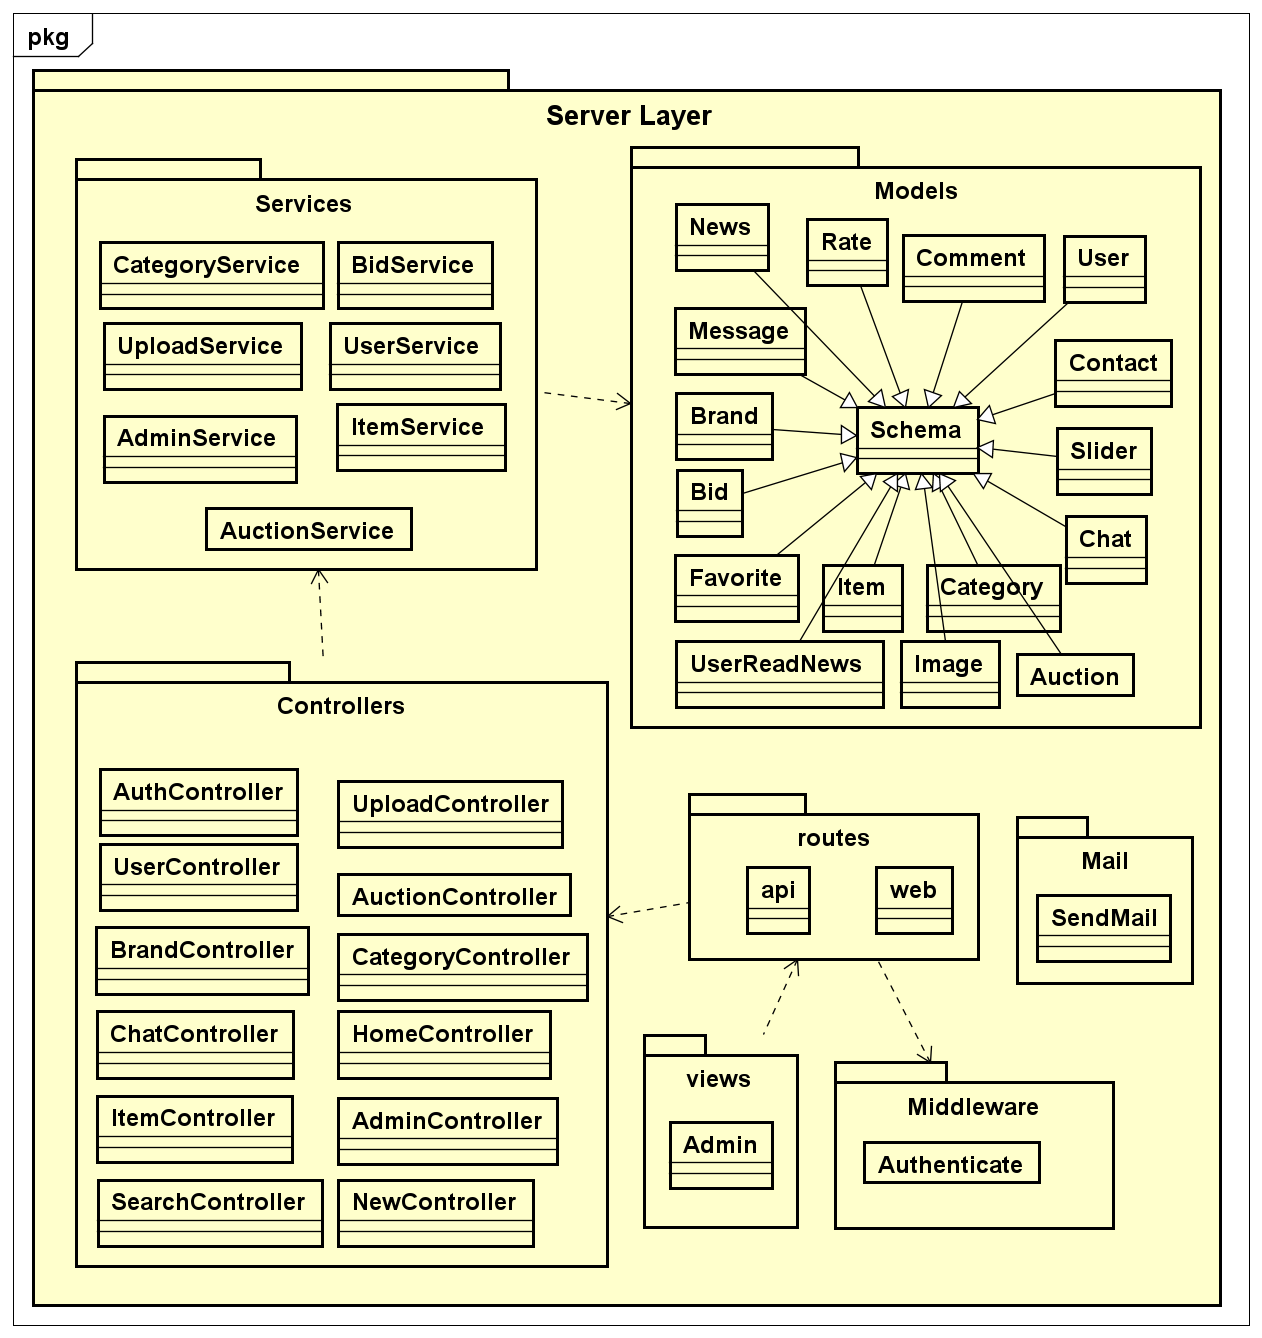 pkg
Server Layer
Services
CategoryService
BidService
UploadService
UserService
AdminService
ItemService
AuctionService
Models
News
Rate
Comment
User
Message
Contact
Brand
Schema
Slider
Bid
Chat
Favorite
Item
Category
UserReadNews
Image
Auction
Controllers
AuthController
UploadController
UserController
AuctionController
BrandController
CategoryController
ChatController
HomeController
ItemController
AdminController
SearchController
NewController
routes
api
web
Mail
SendMail
views
Admin
Middleware
Authenticate